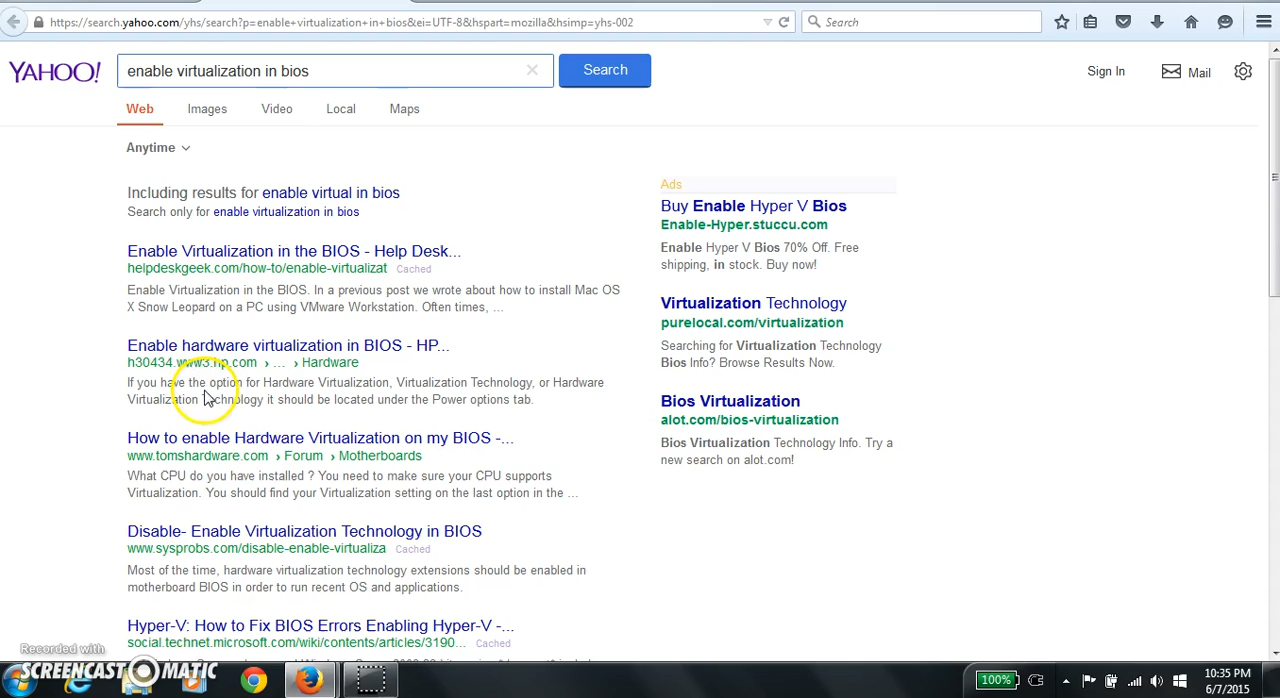 https://search.yahoo.com/yhs/search?p=enable+virtualization+in+bios&ei=UTF-8&hspart=mozilla&hsimp=yhs-002
Search
YAHOO!
enable virtualization in bios
Search
Sign In
Mail
Web
Images
Video
Local
Maps
Anytime
Including results for enable virtual in bios
Search only for enable virtualization in bios
Enable Virtualization in the BIOS - Help Desk...
helpdeskgeek.com/how-to/enable-virtualizat Cached
Enable Virtualization in the BIOS. In a previous post we wrote about how to install Mac OS
X Snow Leopard on a PC using VMware Workstation. Often times, ...
Enable hardware virtualization in BIOS - HP...
h30434.www3.hp.com › ... › Hardware
If you have the option for Hardware Virtualization, Virtualization Technology, or Hardware
Virtualization Technology it should be located under the Power options tab.
How to enable Hardware Virtualization on my BIOS -...
www.tomshardware.com › Forum › Motherboards
What CPU do you have installed ? You need to make sure your CPU supports
Virtualization. You should find your Virtualization setting on the last option in the ...
Disable- Enable Virtualization Technology in BIOS
www.sysprobs.com/disable-enable-virtualiza Cached
Most of the time, hardware virtualization technology extensions should be enabled in
motherboard BIOS in order to run recent OS and applications.
Hyper-V: How to Fix BIOS Errors Enabling Hyper-V -...
social.technet.microsoft.com/wiki/contents/articles/3190... Cached
Ads
Buy Enable Hyper V Bios
Enable-Hyper.stuccu.com
Enable Hyper V Bios 70% Off. Free
shipping, in stock. Buy now!
Virtualization Technology
purelocal.com/virtualization
Searching for Virtualization Technology
Bios Info? Browse Results Now.
Bios Virtualization
alot.com/bios-virtualization
Bios Virtualization Technology Info. Try a
new search on alot.com!
Recorded with
SCREENCAST MATIC
100%
10:35 PM
6/7/2015